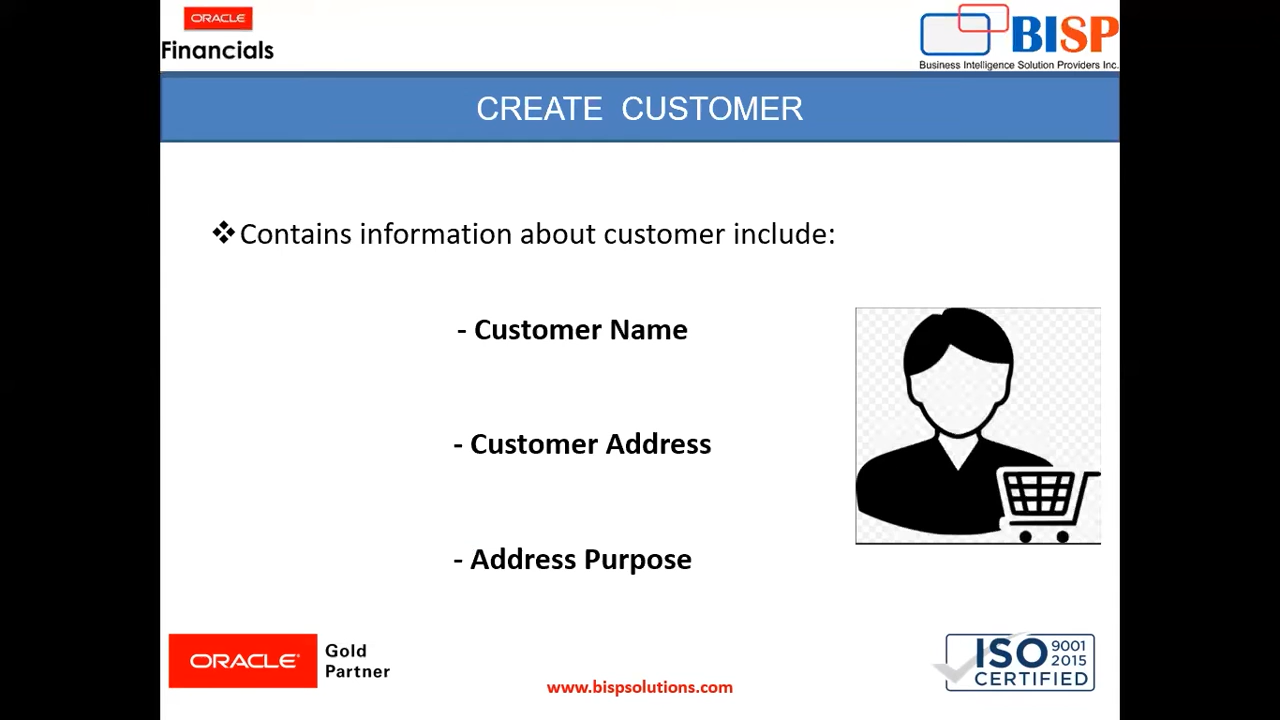 ORACLE
Financials
BISP
Business Intelligence Solution Providers Inc.
CREATE CUSTOMER
❖Contains information about customer include:
- Customer Name
- Customer Address
- Address Purpose
ORACLE®
Gold
Partner
www.bispsolutions.com
ISO 9001
2015
CERTIFIED